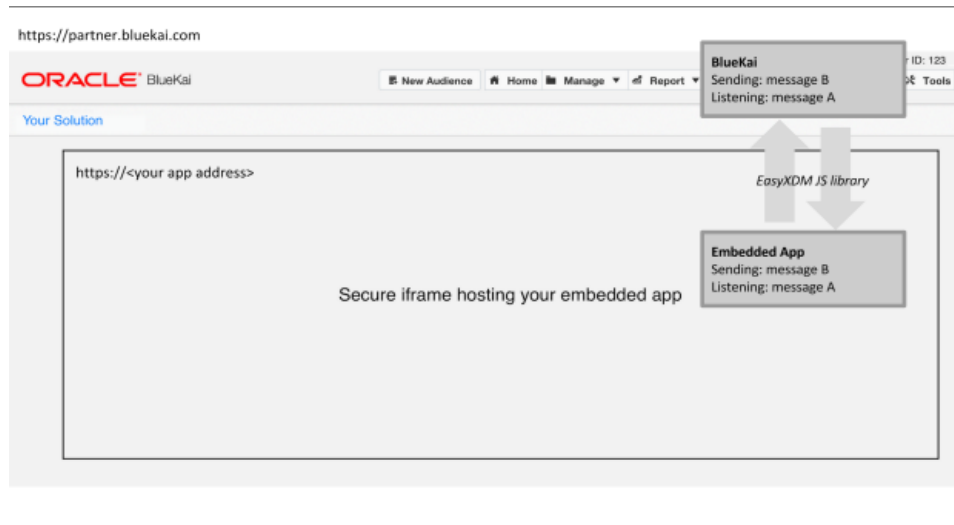 https://partner.bluekai.com
ORACLE BlueKai
New Audience Home Manage Report
ID: 123
Tools
BlueKai
Sending: message B
Listening: message A
Your Solution
https://<your app address>
EasyXDM JS library
Embedded App
Sending: message B
Listening: message A
Secure iframe hosting your embedded app